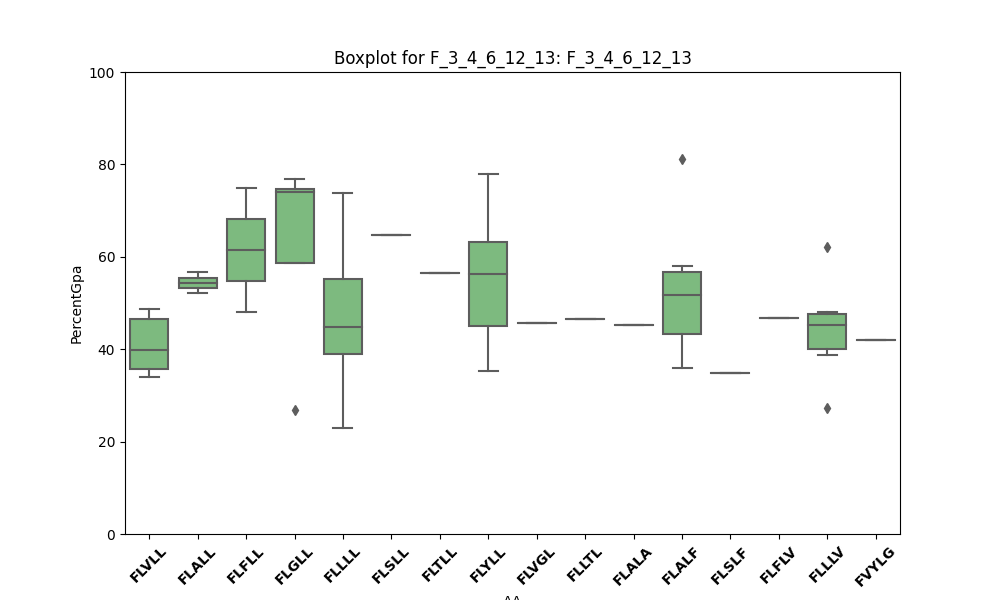 Boxplot for F_3_4_6_12_13: F_3_4_6_12_13
PercentGpa
100
80
60
40
20
0
FLVLL
FLALL
FLFLL
FLGLL
FLLLL
FLSLL
FLTLL
FLYLL
FLVGL
FLLTL
FLALA
FLALF
FLSLF
FLFLV
FLLLV
FVYLG
AA